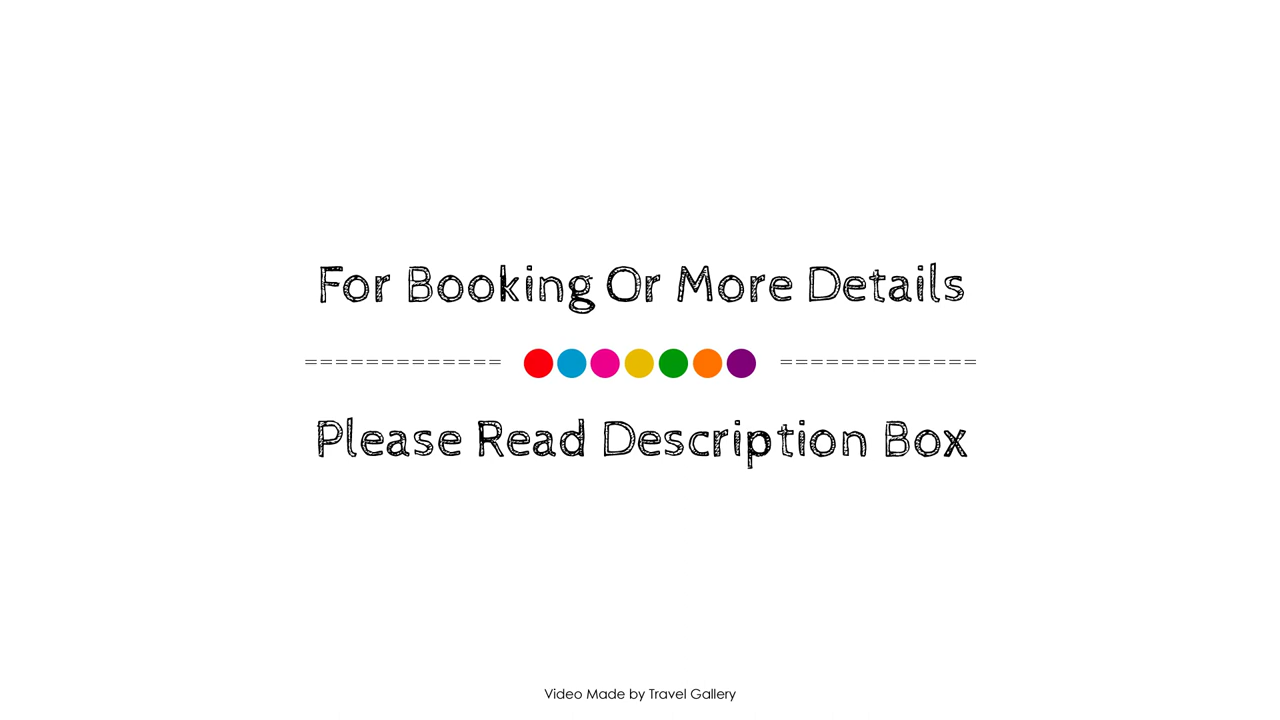 For Booking Or More Details
============= =============
Please Read Description Box
Video Made by Travel Gallery